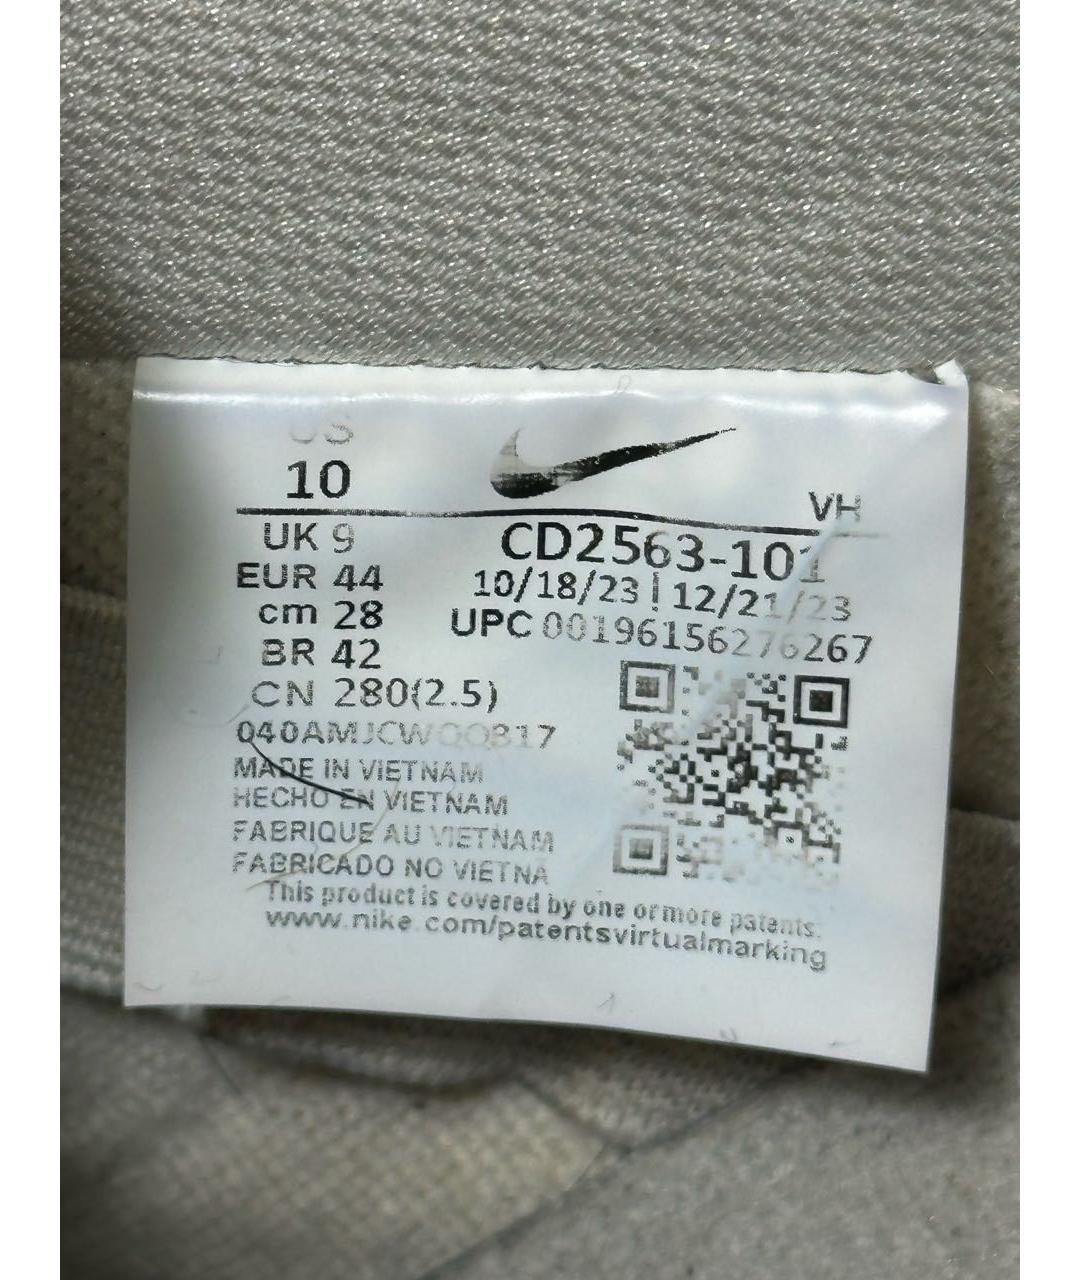 US
10
VH
UK 9
EUR 44
cm 28
BR 42
CN 280(2.5)
CD2563-101
10/18/23 | 12/21/23
UPC 00196156276267
MADE IN VIETNAM
HECHO EN VIETNAM
FABRIQUE AU VIETNAM
FABRICADO NO VIETNA
This product is covered by one or more patents.
www.nike.com/patentsvirtualmarking